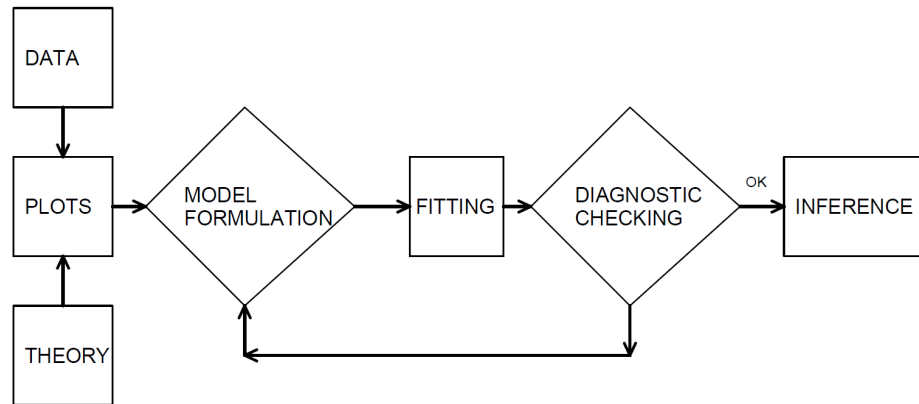 DATA
PLOTS
THEORY
MODEL
FORMULATION
FITTING
DIAGNOSTIC
CHECKING
OK
INFERENCE